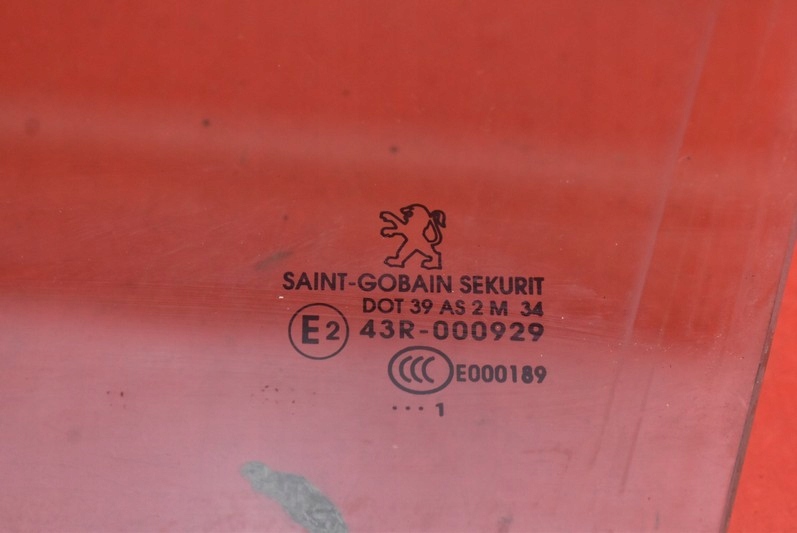 SAINT-GOBAIN SEKURIT
DOT 39 AS 2 M 34
E2 43R-000929
CCC E000189
... 1